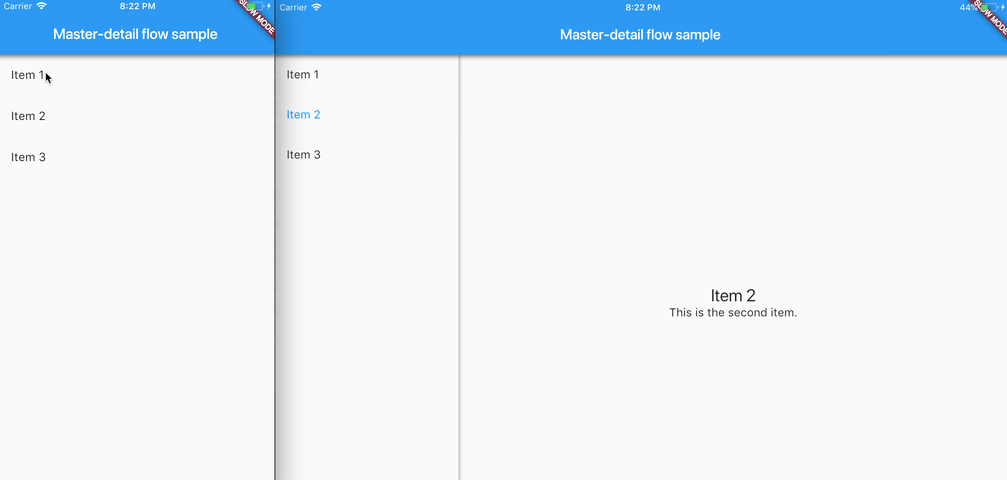 Carrier 8:22 PM
SLOW MODE
Master-detail flow sample
Item 1
Item 2
Item 3
Carrier 8:22 PM 44%
SLOW MODE
Master-detail flow sample
Item 1
Item 2
Item 3
Item 2
This is the second item.